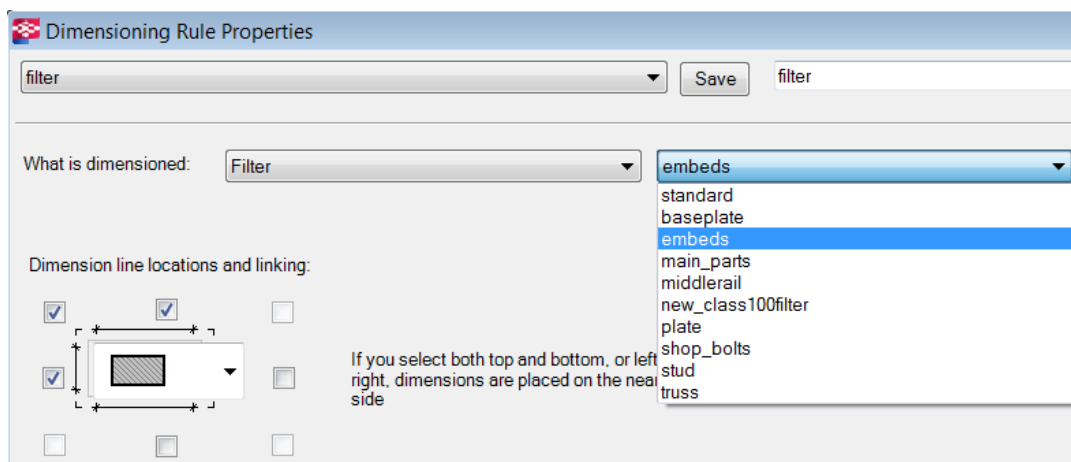 Dimensioning Rule Properties
filter Save filter
What is dimensioned: Filter embeds
standard
baseplate
embeds
main_parts
middlerail
new_class100filter
plate
shop_bolts
stud
truss
Dimension line locations and linking:
If you select both top and bottom, or left
right, dimensions are placed on the nea
side